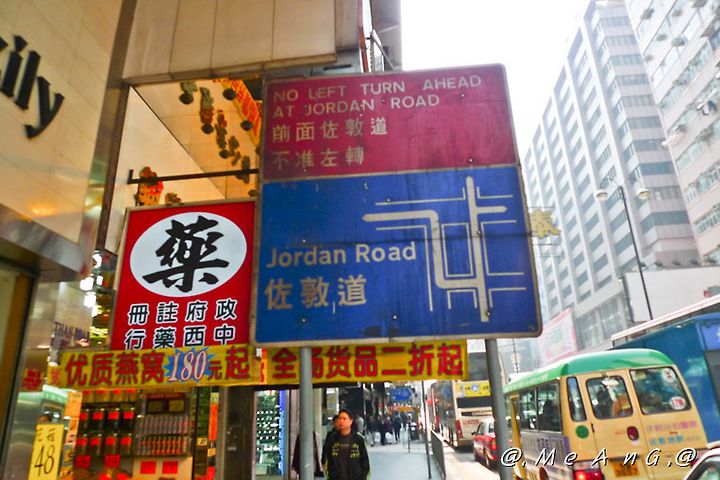 ily
NO LEFT TURN AHEAD
AT JORDAN ROAD
前面佐敦道
不准左轉
Jordan Road
佐敦道
藥
冊註府政
行藥西中
优质燕窝180元起
全场货品二折起
48
@.MeAnG.@